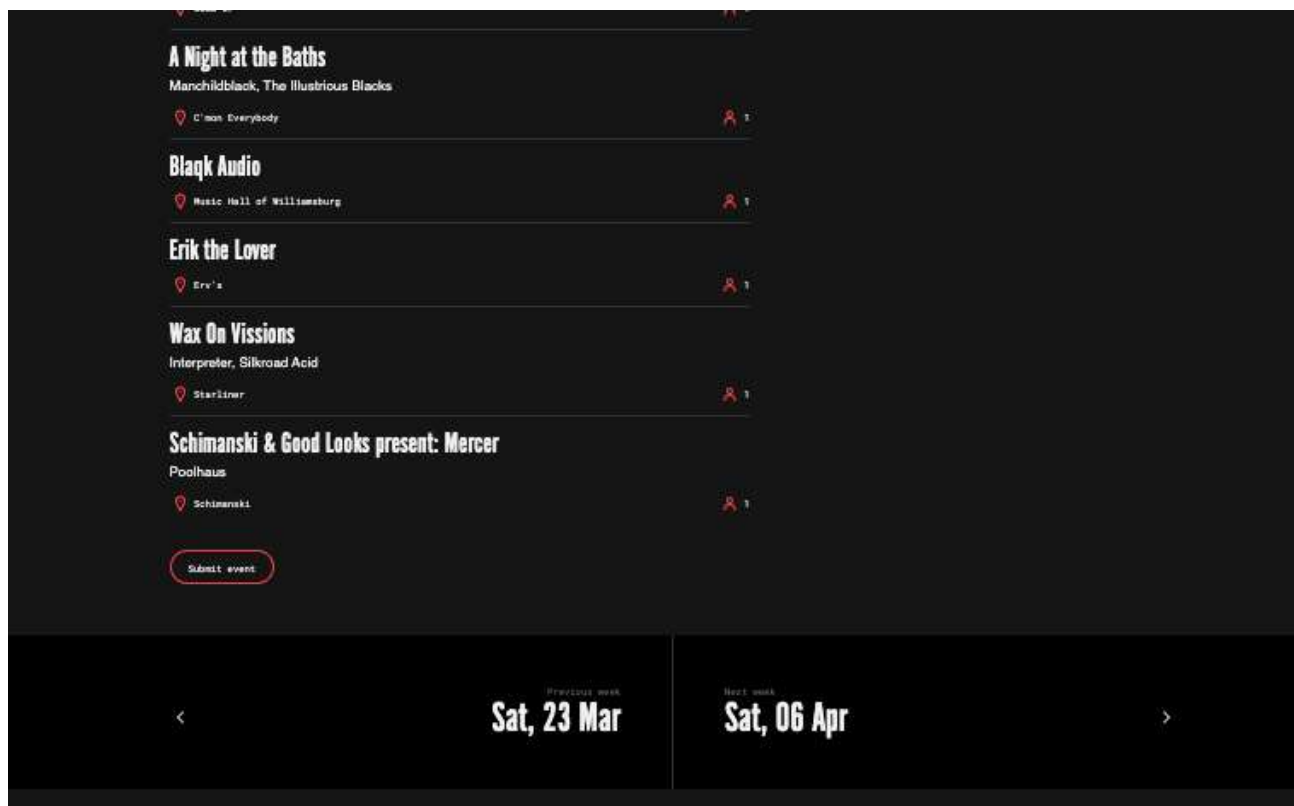 A Night at the Baths
Manchildblack, The Illustrious Blacks
C'mon Everybody 1
Blaqk Audio
Music Hall of Williamsburg 1
Erik the Lover
Erv's 1
Wax On Vissions
Interpreter, Silkroad Acid
Starliner 1
Schimanski & Good Looks present: Mercer
Poolhaus
Schimanski 1
Submit event
Previous week
Sat, 23 Mar
Next week
Sat, 06 Apr